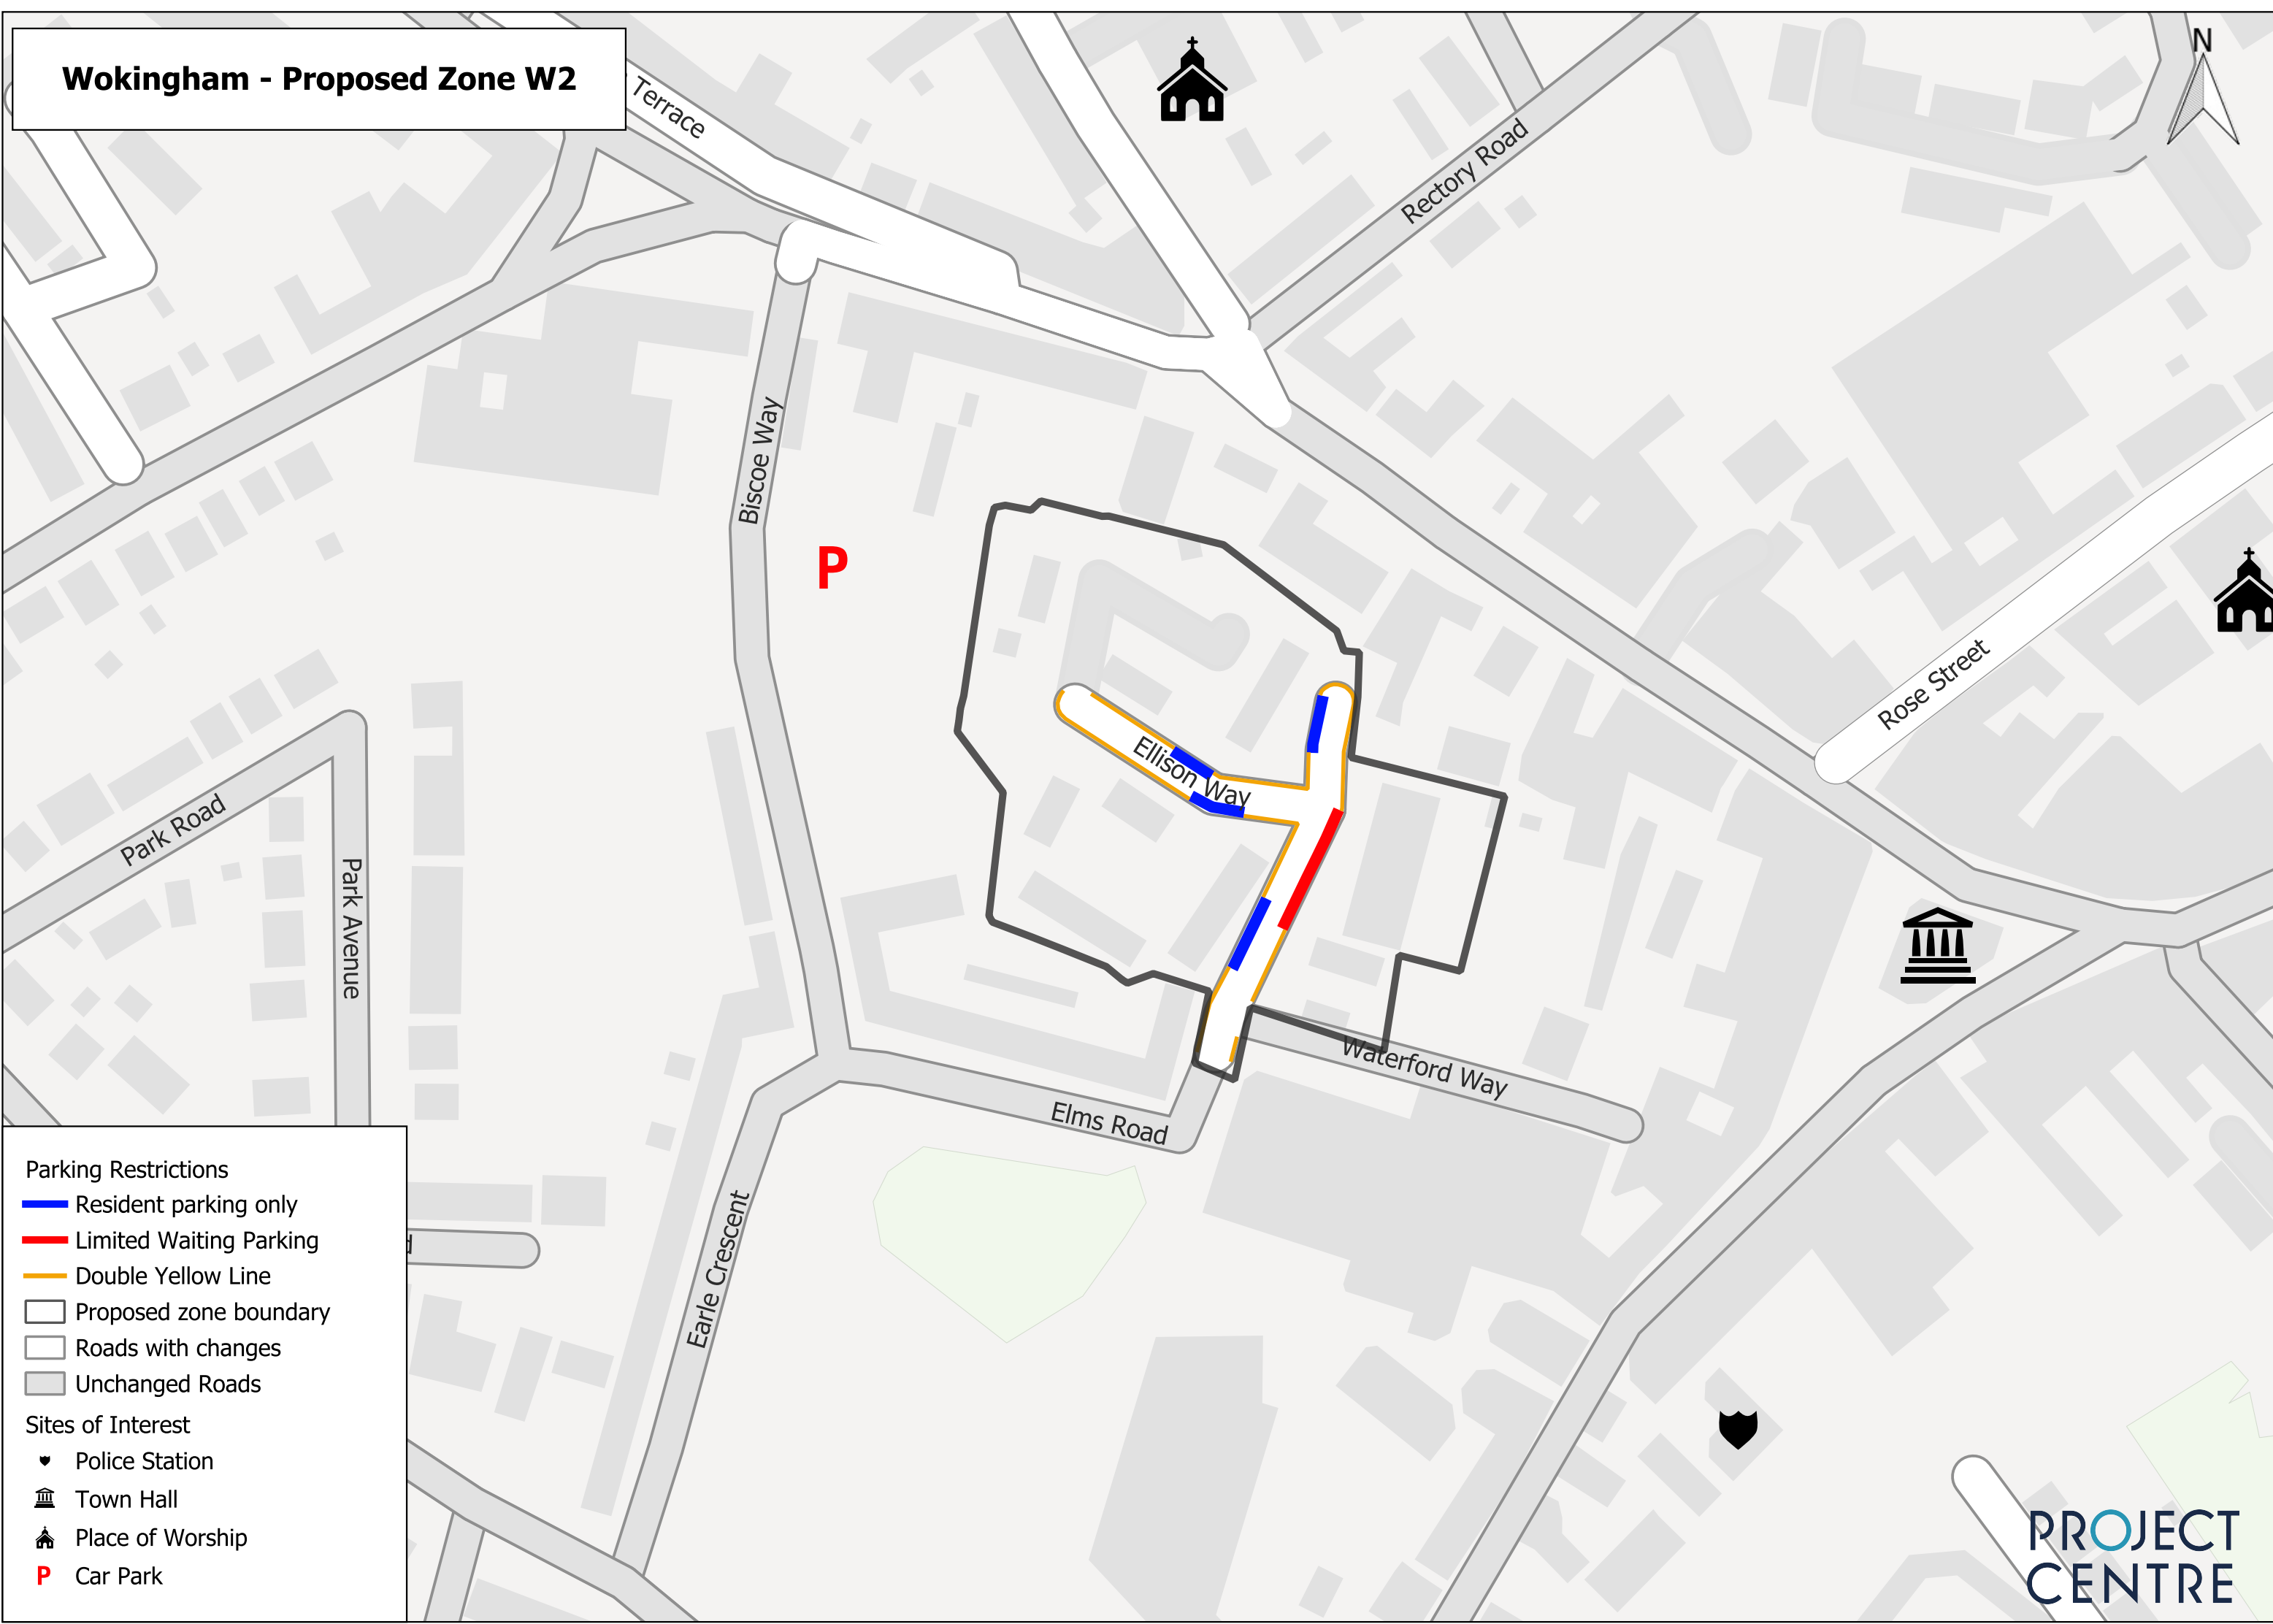 Wokingham - Proposed Zone W2
Terrace
N
Rectory Road
Biscoe Way
P
Rose Street
Ellison Way
Park Road
Park Avenue
Waterford Way
Elms Road
Earle Crescent
Parking Restrictions
Resident parking only
Limited Waiting Parking
Double Yellow Line
Proposed zone boundary
Roads with changes
Unchanged Roads
Sites of Interest
Police Station
Town Hall
Place of Worship
P Car Park
PROJECT
CENTRE